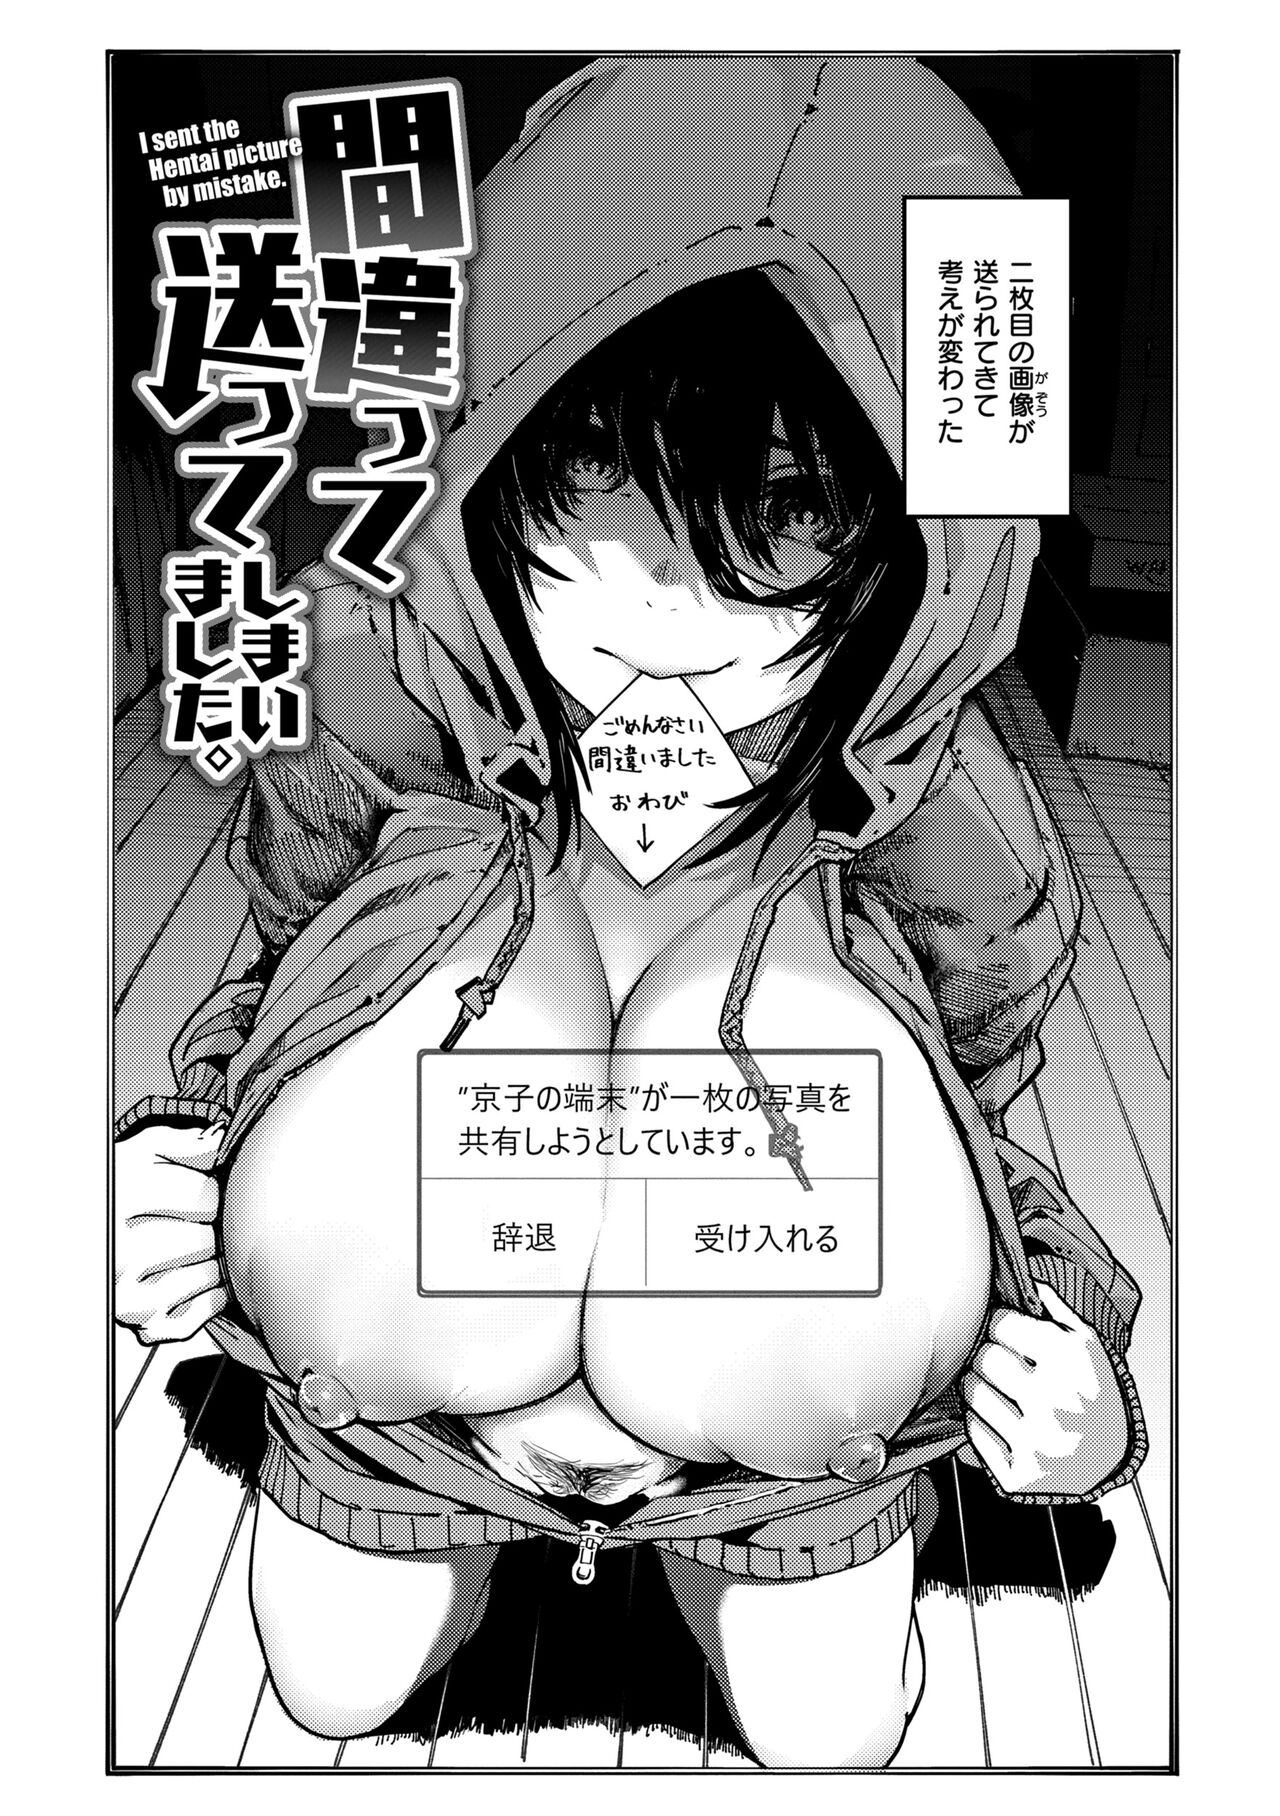 二枚目の画像が
がぞう
送られてきて
考えが変わった
I sent the
Hentai picture
by mistake.
間違って
送って
しまい
ました。
ごめんなさい
間違いました
おわび
↓
"京子の端末"が一枚の写真を
共有しようとしています。
辞退
受け入れる